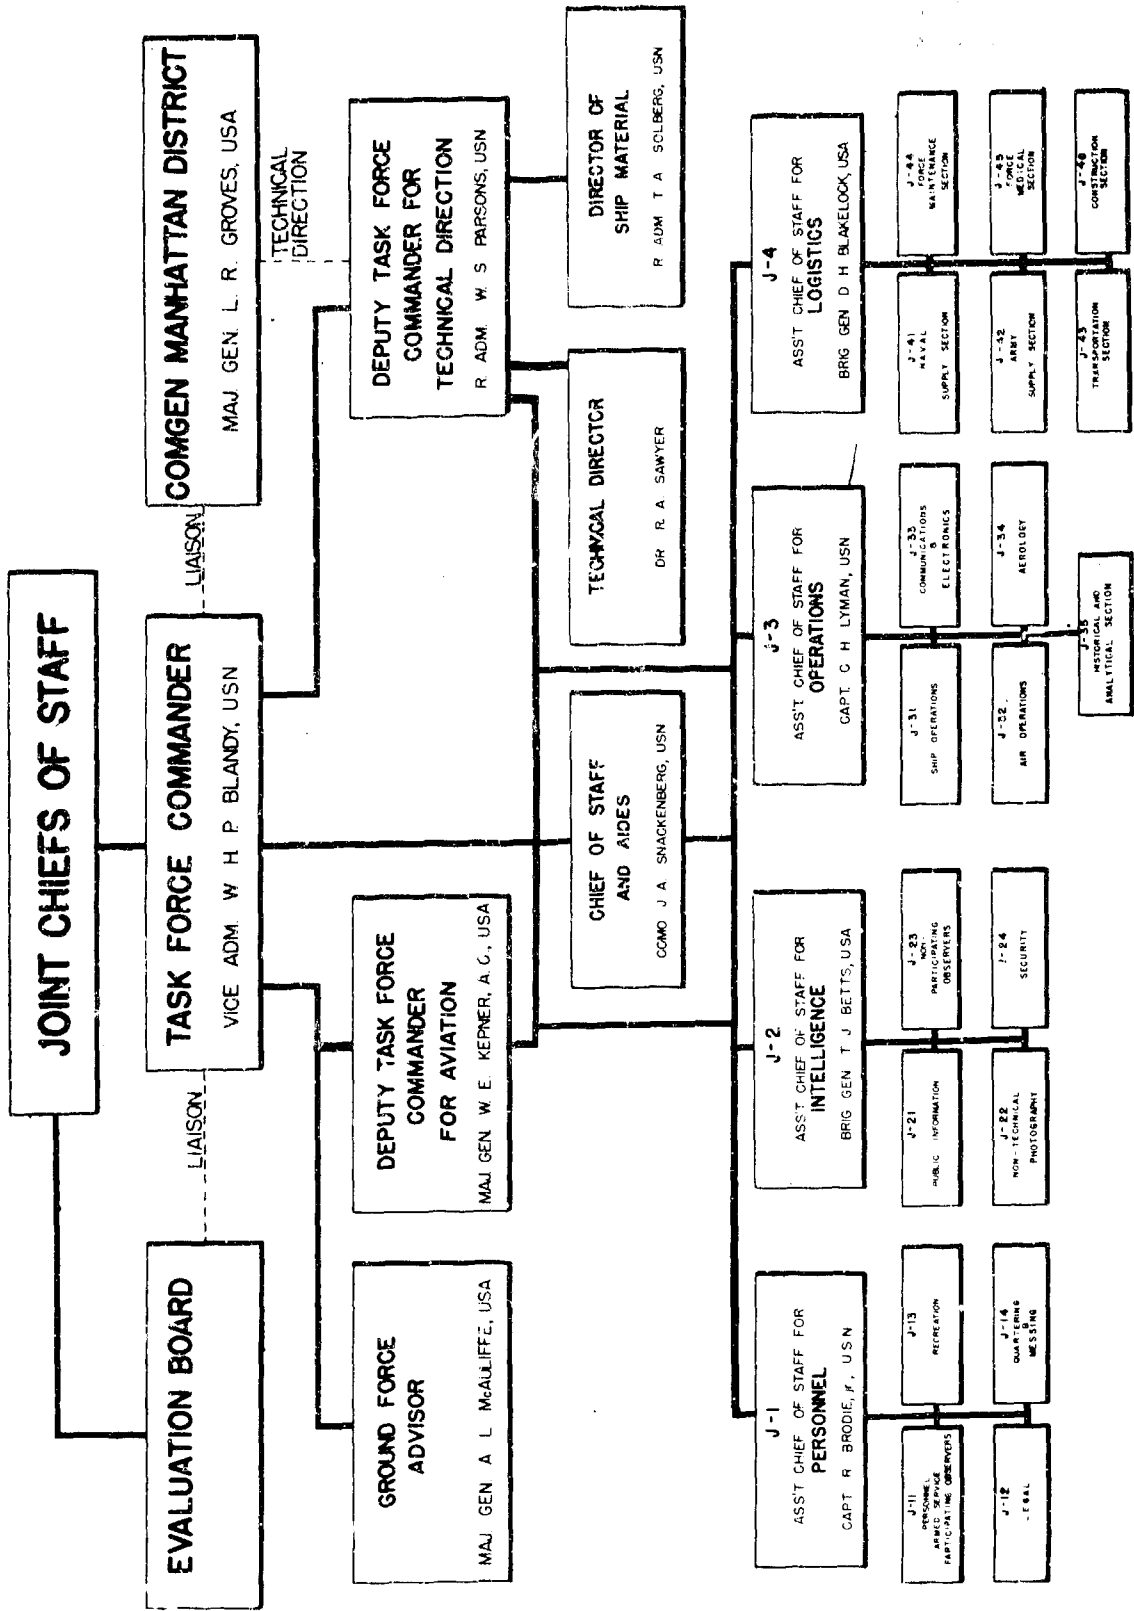 JOINT CHIEFS OF STAFF
EVALUATION BOARD
LIAISON
TASK FORCE COMMANDER
VICE ADM. W H P BLANDY, USN
LIAISON
COMGEN MANHATTAN DISTRICT
MAJ. GEN. L. R. GROVES, USA
TECHNICAL
DIRECTION
GROUND FORCE
ADVISOR
MAJ GEN A L McAULIFFE, USA
DEPUTY TASK FORCE
COMMANDER
FOR AVIATION
MAJ GEN W. E. KEPNER, A.C., USA
DEPUTY TASK FORCE
COMMANDER FOR
TECHNICAL DIRECTION
R. ADM. W. S PARSONS, USN
CHIEF OF STAFF
AND AIDES
COMO J A SNACKENBERG, USN
TECHNICAL DIRECTOR
DR R. A SAWYER
DIRECTOR OF
SHIP MATERIAL
R ADM T A SOLBERG, USN
J-1
ASS'T CHIEF OF STAFF FOR
PERSONNEL
CAPT R BRODIE, jr, USN
J-2
ASS'T CHIEF OF STAFF FOR
INTELLIGENCE
BRIG GEN T J BETTS, USA
J-3
ASS'T CHIEF OF STAFF FOR
OPERATIONS
CAPT. C H LYMAN, USN
J-4
ASS'T CHIEF OF STAFF FOR
LOGISTICS
BRIG GEN D H BLAKELOCK, USA
J-11
PERSONNEL
ARMED SERVICE
PARTICIPATING OBSERVERS
J-13
RECREATION
J-12
LEGAL
J-14
QUARTERING
&
MESSING
J-21
PUBLIC INFORMATION
J-23
NON-
PARTICIPATING
OBSERVERS
J-22
NON-TECHNICAL
PHOTOGRAPHY
J-24
SECURITY
J-31
SHIP OPERATIONS
J-33
COMMUNICATIONS
&
ELECTRONICS
J-32
AIR OPERATIONS
J-34
AEROLOGY
J-35
HISTORICAL AND
ANALYTICAL SECTION
J-41
NAVAL
SUPPLY SECTION
J-44
FORCE
MAINTENANCE
SECTION
J-42
ARMY
SUPPLY SECTION
J-45
FORCE
MEDICAL
SECTION
J-43
TRANSPORTATION
SECTION
J-46
CONSTRUCTION
SECTION